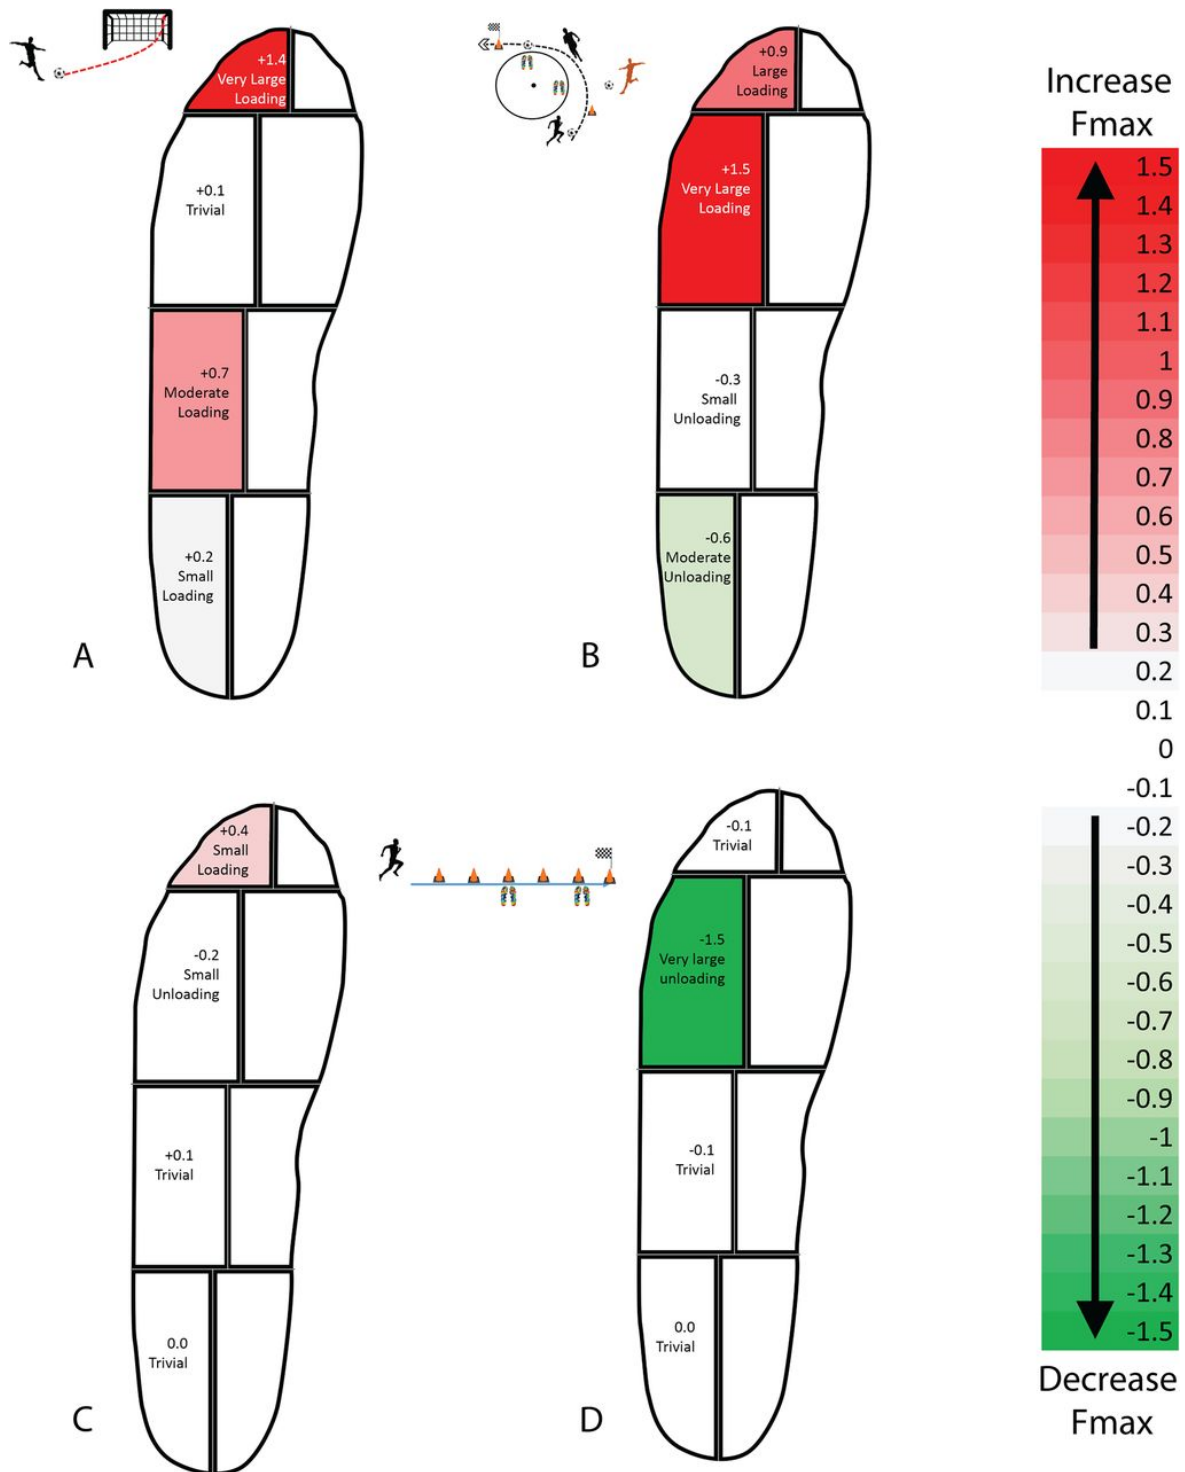 +1.4
Very Large
Loading
+0.1
Trivial
+0.7
Moderate
Loading
+0.2
Small
Loading
A
+0.9
Large
Loading
+1.5
Very Large
Loading
-0.3
Small
Unloading
-0.6
Moderate
Unloading
B
+0.4
Small
Loading
-0.2
Small
Unloading
+0.1
Trivial
0.0
Trivial
C
-0.1
Trivial
-1.5
Very large
unloading
-0.1
Trivial
0.0
Trivial
D
Increase
Fmax
1.5
1.4
1.3
1.2
1.1
1
0.9
0.8
0.7
0.6
0.5
0.4
0.3
0.2
0.1
0
-0.1
-0.2
-0.3
-0.4
-0.5
-0.6
-0.7
-0.8
-0.9
-1
-1.1
-1.2
-1.3
-1.4
-1.5
Decrease
Fmax